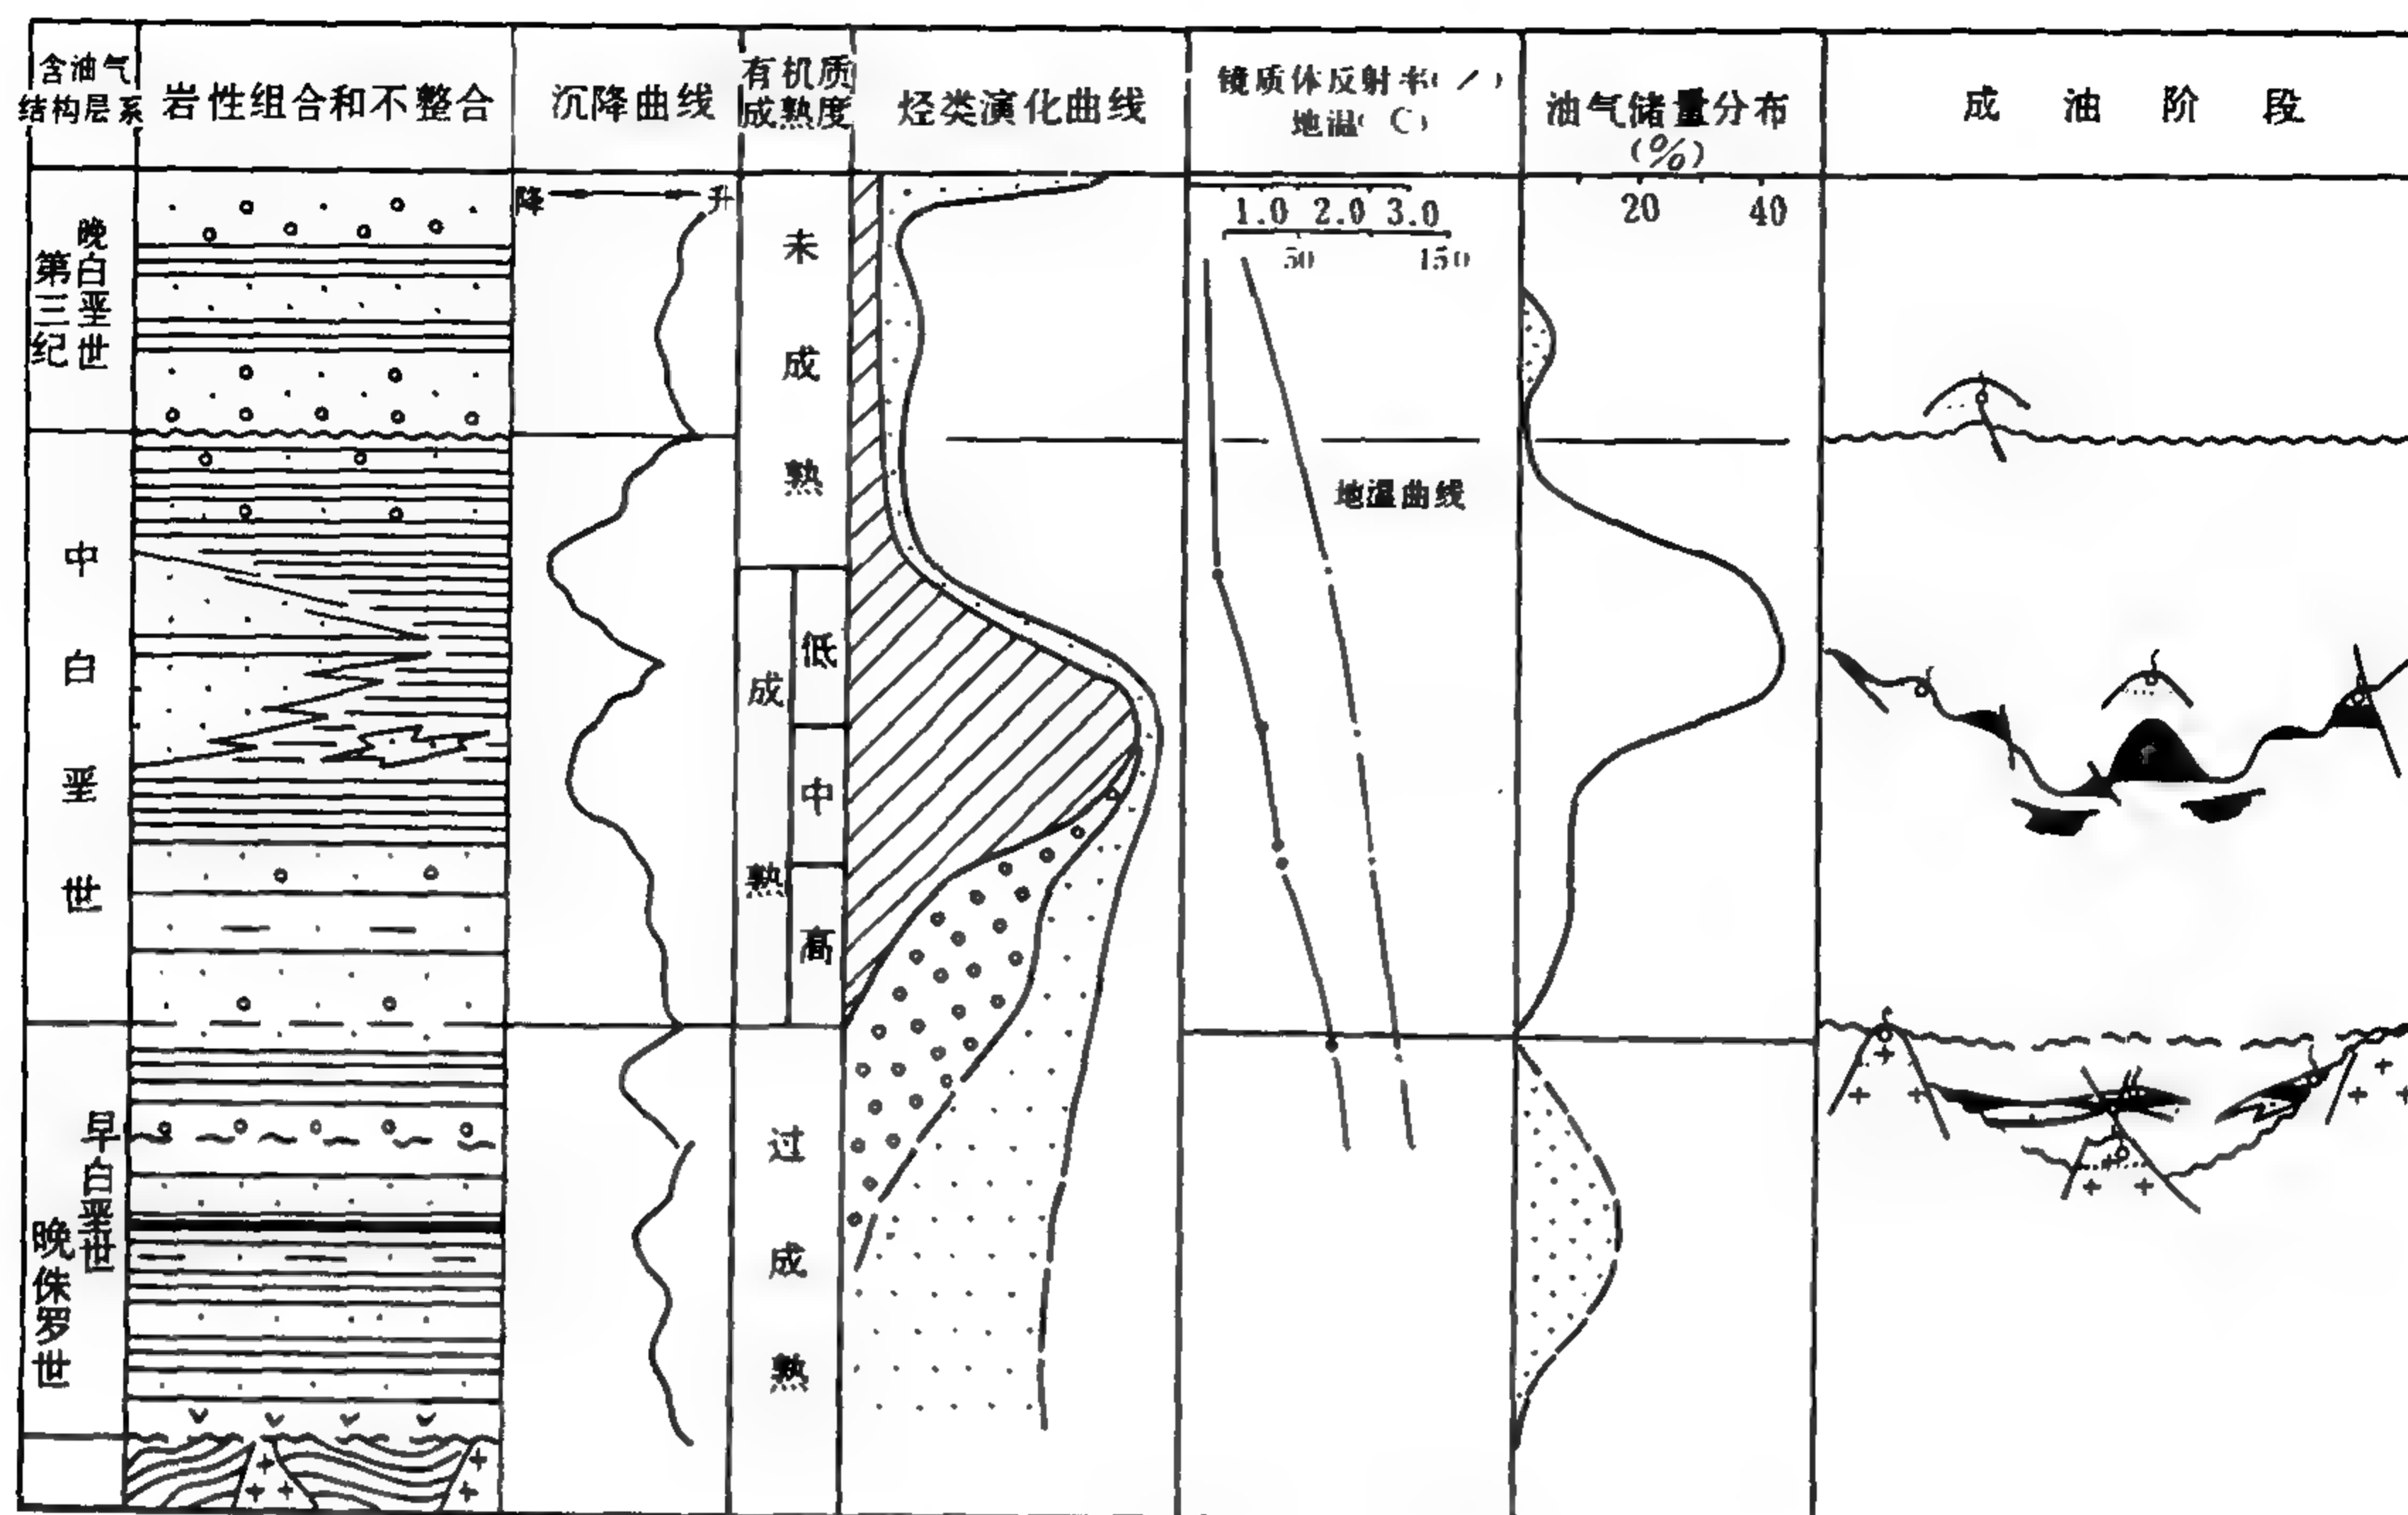 含油气
结构层系
岩性组合和不整合
沉降曲线
有机质
成熟度
烃类演化曲线
镜质体反射率(／)
地温(C)
油气储量分布
(%)
成油阶段
降
升
1.0 2.0 3.0
50 150
20 40
第三纪
晚白垩世
中白垩世
早白垩世
晚侏罗世
未成熟
成熟
低
中
高
过成熟
地温曲线